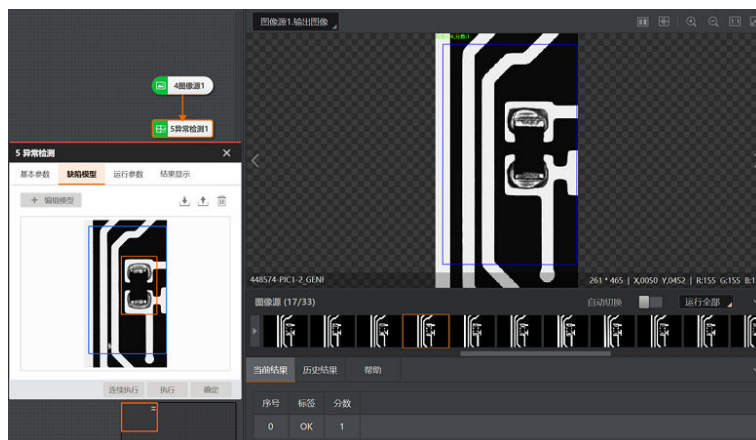 图像源1.输出图像
4图像源1
5异常检测1
5 异常检测
基本参数 缺陷模型 运行参数 结果显示
+ 编辑模型
连续执行 执行 确定
448574-PIC1-2_GENF
261 * 465 | X,0050 Y,0452 | R:155 G:155 B:1
图像源 (17/33)
自动切换
运行全部
当前结果 历史结果 帮助
序号 标签 分数
0 OK 1